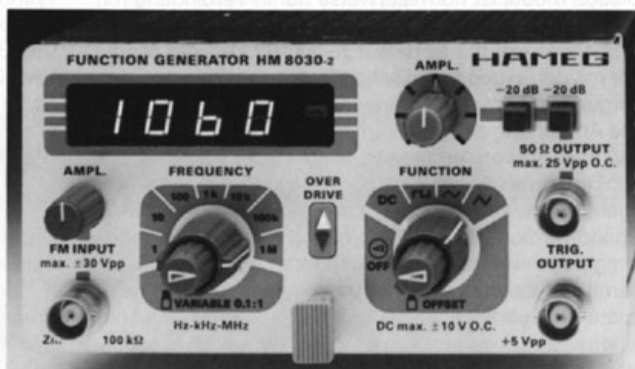 FUNCTION GENERATOR HM 8030-2
HAMEG
1060
AMPL.
-20 dB -20 dB
50 Ω OUTPUT
max. 25 Vpp O.C.
AMPL.
FREQUENCY
1 10 100 1k 10k 100k 1M
OVER
DRIVE
FUNCTION
DC
OFF
FM INPUT
max. ±30 Vpp
TRIG.
OUTPUT
VARIABLE 0.1:1
OFFSET
100 kΩ
Hz-kHz-MHz
DC max. ±10 V O.C.
+5 Vpp